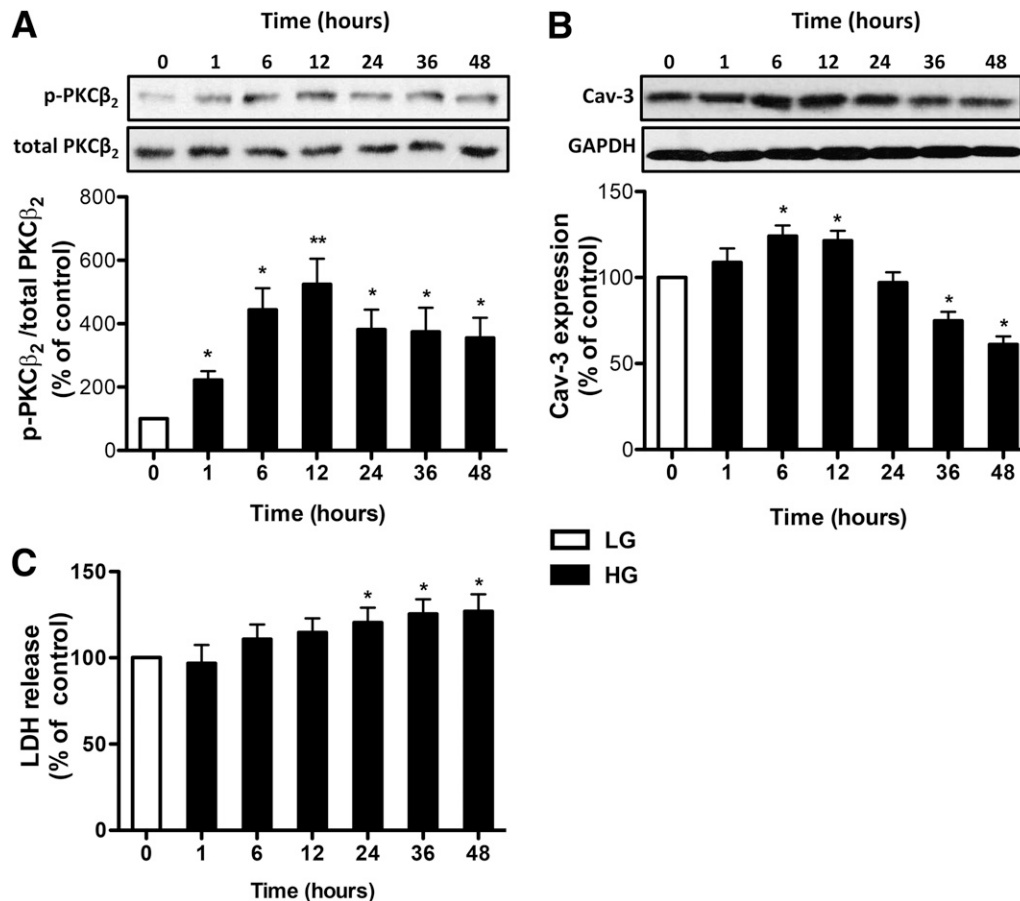 A
Time (hours)
0 1 6 12 24 36 48
p-PKCβ₂
total PKCβ₂
800
600
400
200
0
p-PKCβ₂ /total PKCβ₂
(% of control)
* * ** * * *
0 1 6 12 24 36 48
Time (hours)
B
Time (hours)
0 1 6 12 24 36 48
Cav-3
GAPDH
150
100
50
0
Cav-3 expression
(% of control)
* * * *
0 1 6 12 24 36 48
Time (hours)
LG
HG
C
150
100
50
0
LDH release
(% of control)
* * *
0 1 6 12 24 36 48
Time (hours)